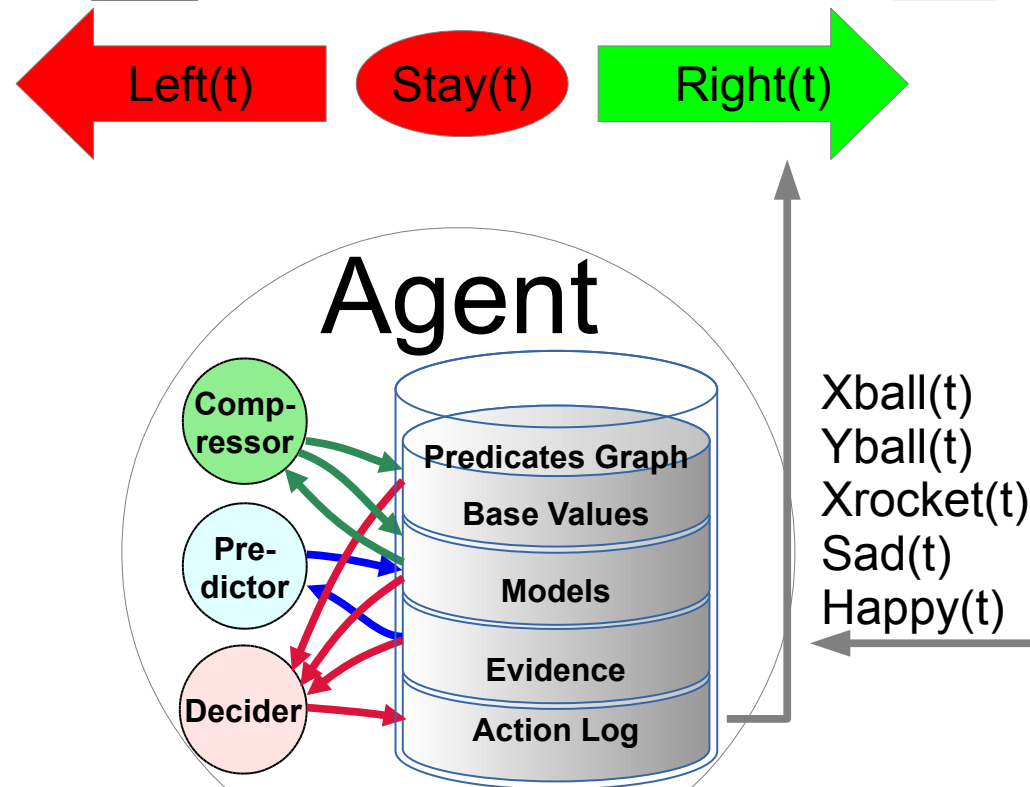 Left(t) Stay(t) Right(t)
Agent
Comp-
ressor
Pre-
dictor
Decider
Predicates Graph
Base Values
Models
Evidence
Action Log
Xball(t)
Yball(t)
Xrocket(t)
Sad(t)
Happy(t)